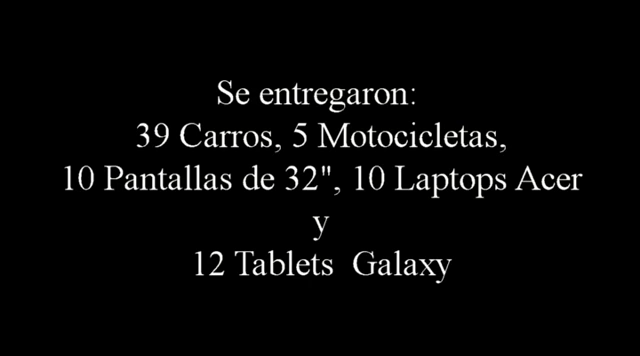 Se entregaron:
39 Carros, 5 Motocicletas,
10 Pantallas de 32", 10 Laptops Acer
y
12 Tablets  Galaxy